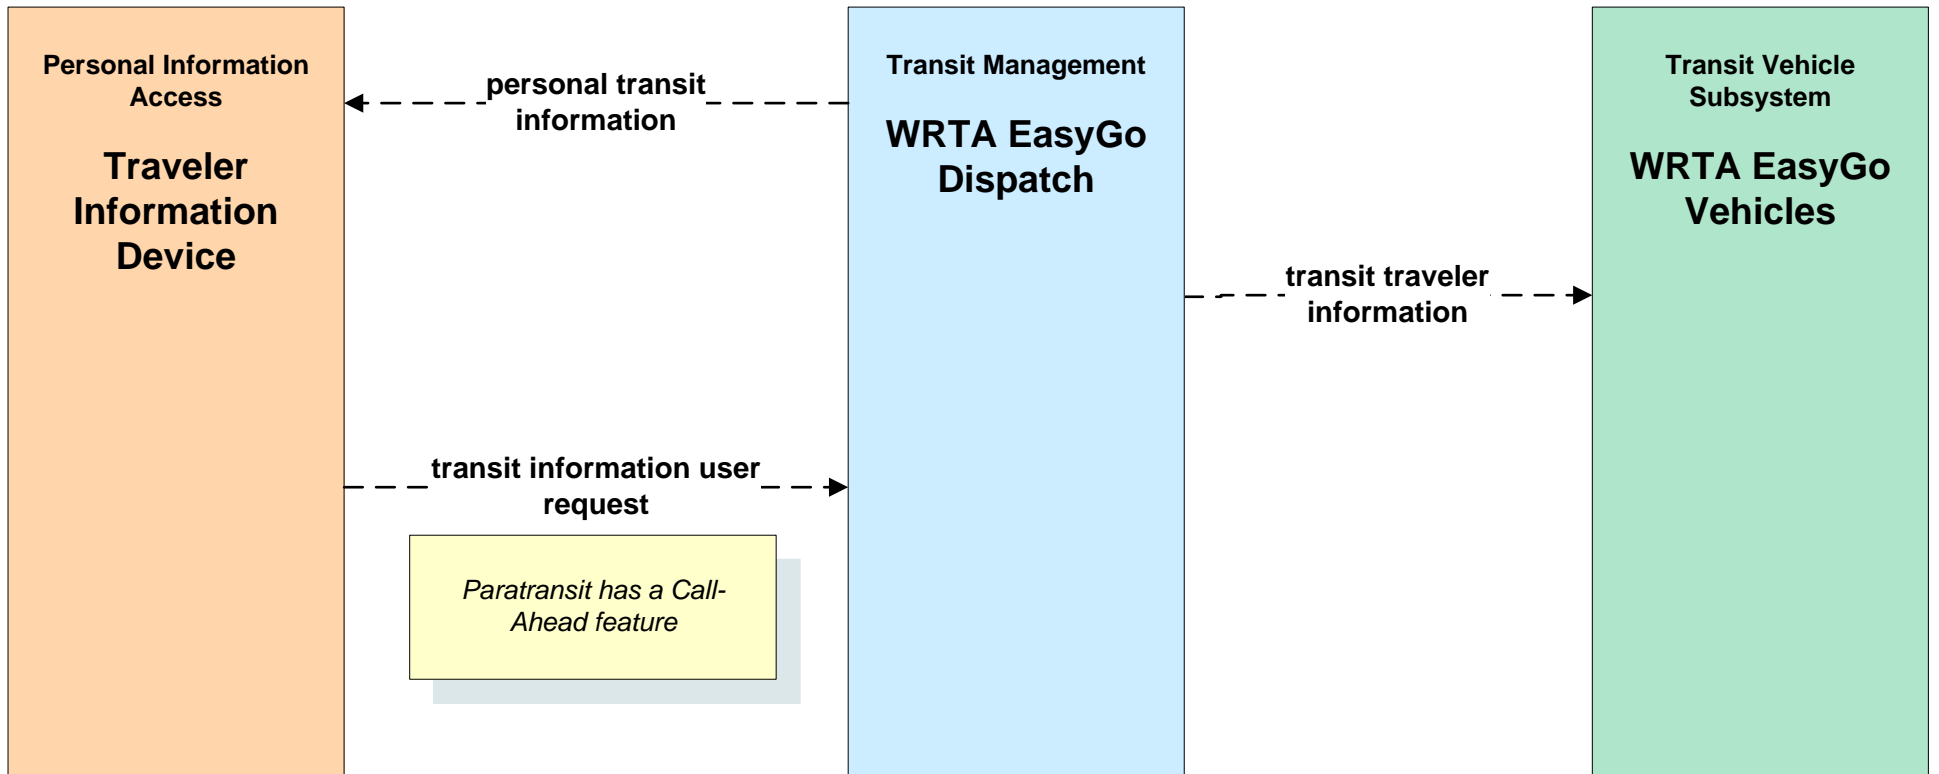 Personal Information
Access
Traveler
Information
Device
personal transit
information
transit information user
request
Paratransit has a Call-
Ahead feature
Transit Management
WRTA EasyGo
Dispatch
transit traveler
information
Transit Vehicle
Subsystem
WRTA EasyGo
Vehicles